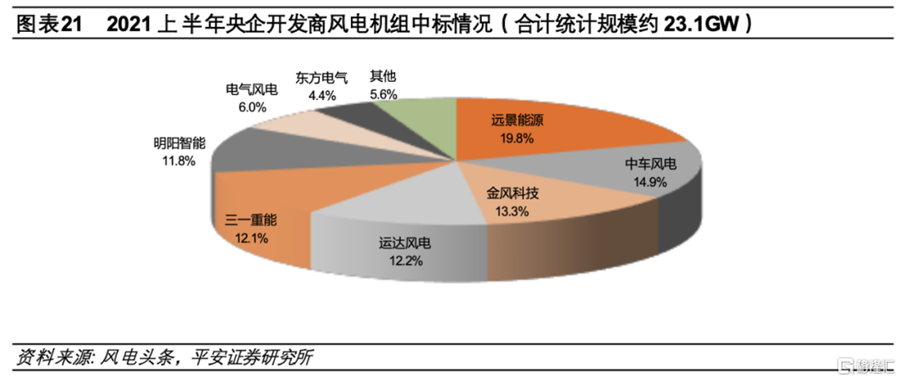 图表21 2021上半年央企开发商风电机组中标情况（合计统计规模约23.1GW）
其他
5.6%
东方电气
4.4%
电气风电
6.0%
远景能源
19.8%
明阳智能
11.8%
中车风电
14.9%
金风科技
13.3%
三一重能
12.1%
运达风电
12.2%
资料来源: 风电头条，平安证券研究所
格隆汇